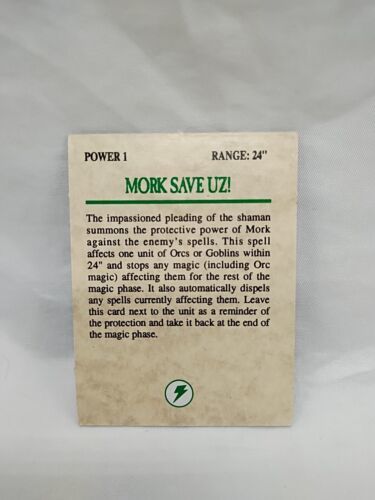 POWER 1 RANGE: 24"
MORK SAVE UZ!
The impassioned pleading of the shaman
summons the protective power of Mork
against the enemy's spells. This spell
affects one unit of Orcs or Goblins within
24" and stops any magic (including Orc
magic) affecting them for the rest of the
magic phase. It also automatically dispels
any spells currently affecting them. Leave
this card next to the unit as a reminder of
the protection and take it back at the end of
the magic phase.